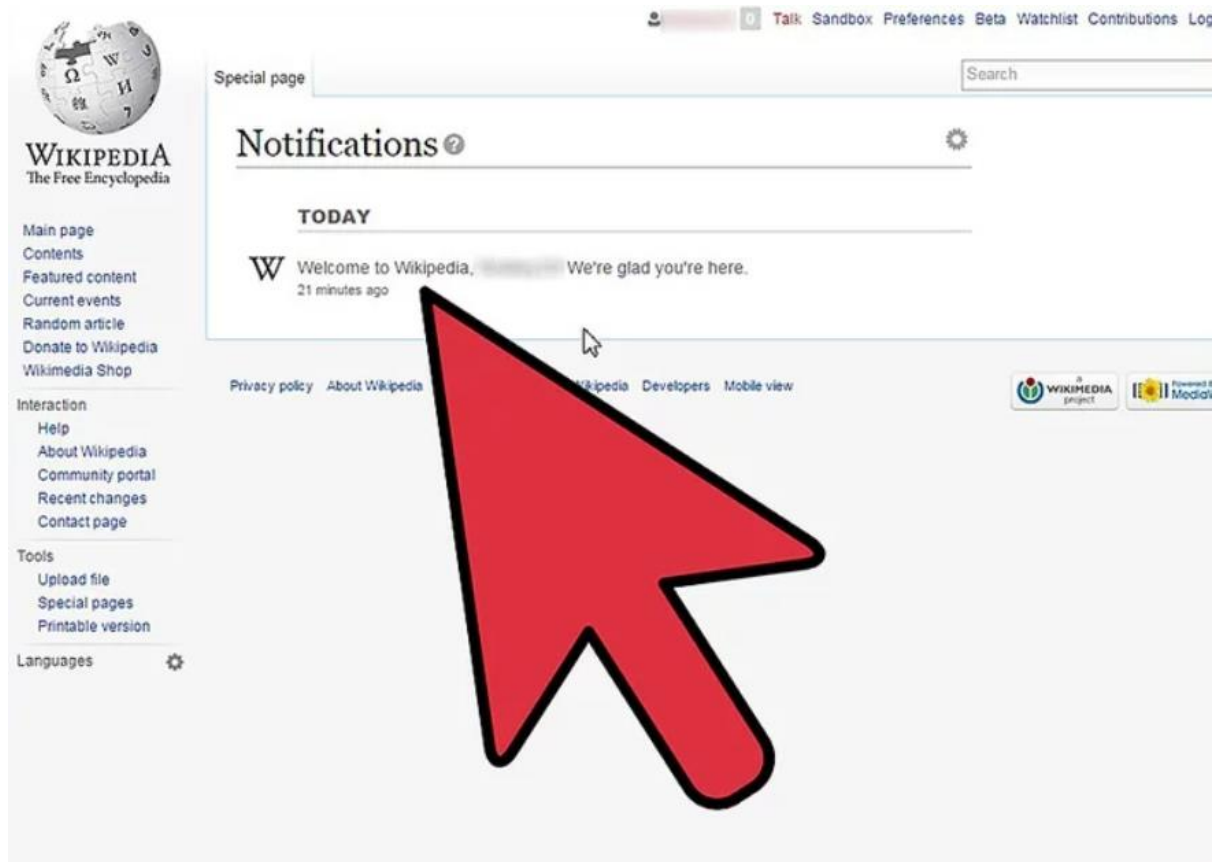 0 Talk Sandbox Preferences Beta Watchlist Contributions Log
Special page
Search
Notifications ?
WIKIPEDIA
The Free Encyclopedia
TODAY
W Welcome to Wikipedia, We're glad you're here.
21 minutes ago
Main page
Contents
Featured content
Current events
Random article
Donate to Wikipedia
Wikimedia Shop
Interaction
Help
About Wikipedia
Community portal
Recent changes
Contact page
Tools
Upload file
Special pages
Printable version
Languages
Privacy policy About Wikipedia Developers Mobile view
a
WIKIMEDIA
project
Powered